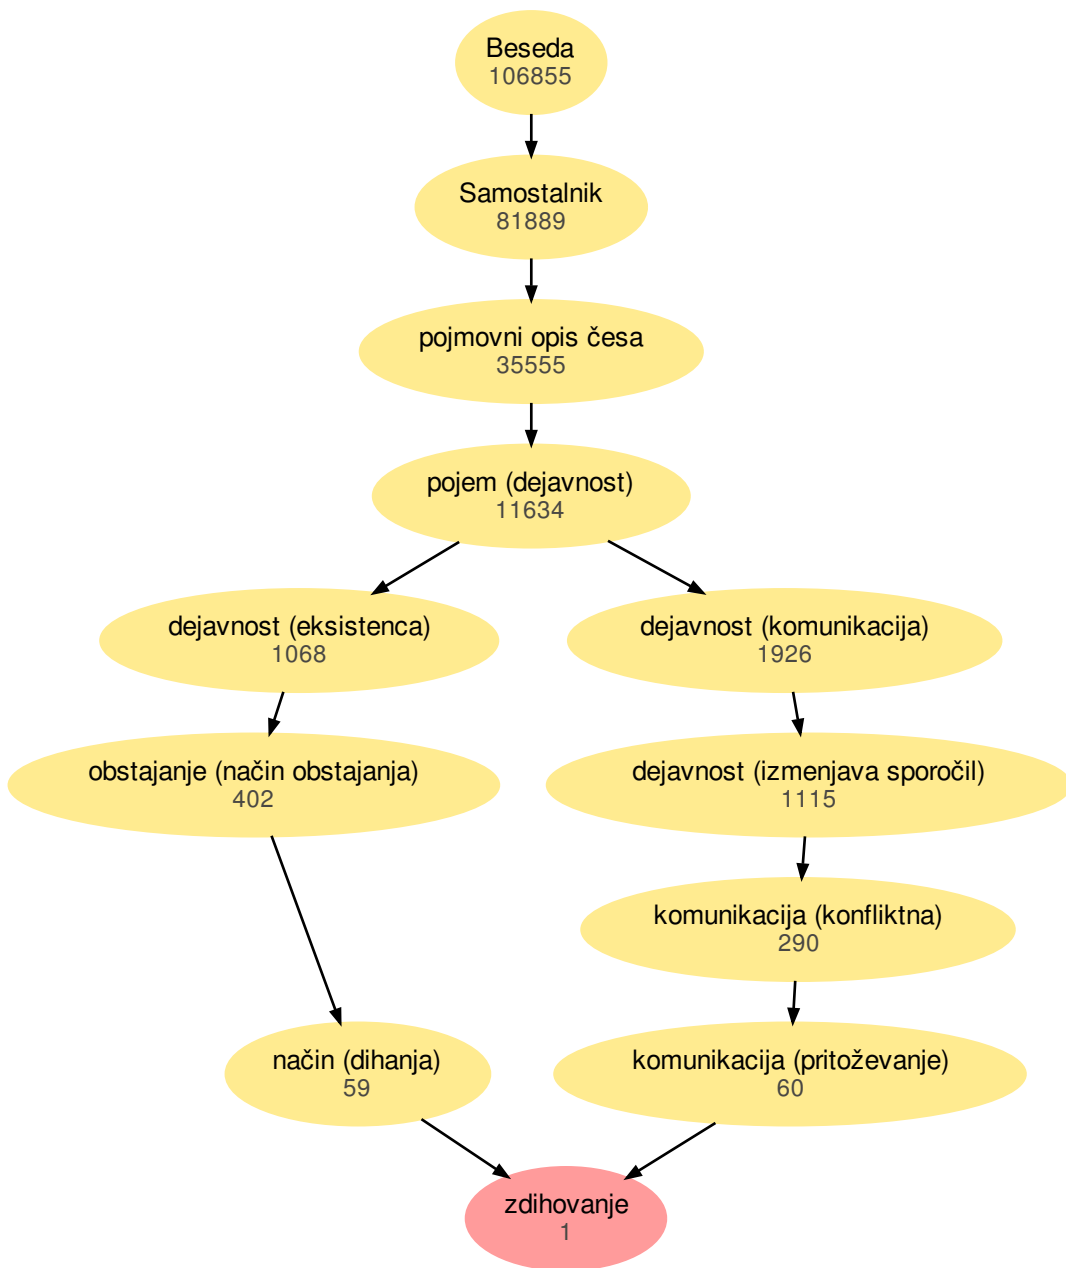 Beseda
106855
Samostalnik
81889
pojmovni opis česa
35555
pojem (dejavnost)
11634
dejavnost (eksistenca)
1068
dejavnost (komunikacija)
1926
obstajanje (način obstajanja)
402
dejavnost (izmenjava sporočil)
1115
komunikacija (konfliktna)
290
način (dihanja)
59
komunikacija (pritoževanje)
60
zdihovanje
1